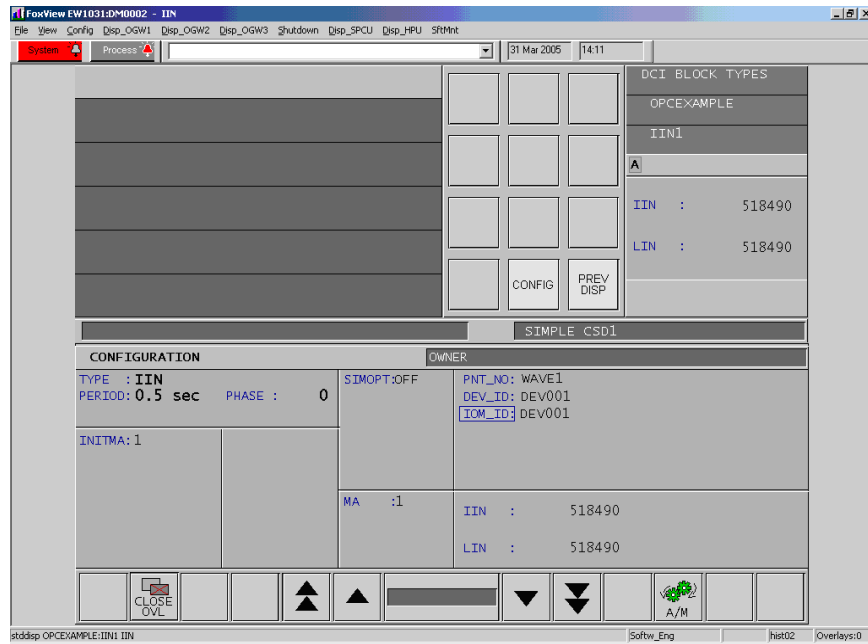 FoxView EW1031:DM0002 - IIN
File View Config Disp_OGW1 Disp_OGW2 Disp_OGW3 Shutdown Disp_SPCU Disp_HPU SftMnt
System Process 31 Mar 2005 14:11
DCI BLOCK TYPES
OPCEXAMPLE
IIN1
A
IIN : 518490
LIN : 518490
CONFIG PREV DISP
SIMPLE CSD1
CONFIGURATION OWNER
TYPE :IIN SIMOPT:OFF PNT_NO: WAVE1
PERIOD: 0.5 sec PHASE : 0 DEV_ID: DEV001
IOM_ID: DEV001
INITMA: 1
MA :1 IIN : 518490
LIN : 518490
CLOSE OVL A/M
stddisp OPCEXAMPLE:IIN1 IIN Softw_Eng hist02 Overlays:0